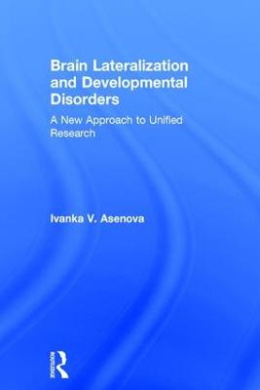 Brain Lateralization
and Developmental
Disorders
A New Approach to Unified
Research
Ivanka V. Asenova
ROUTLEDGE